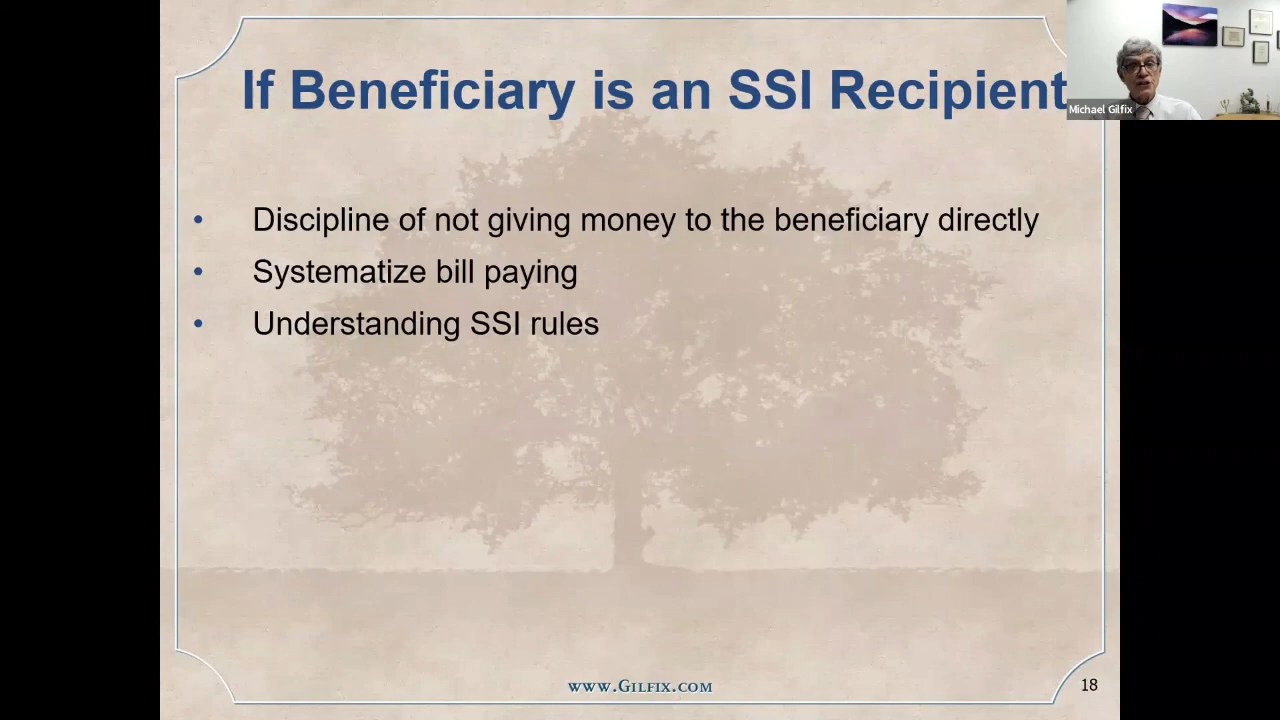 If Beneficiary is an SSI Recipient
Michael Gilfix
• Discipline of not giving money to the beneficiary directly
• Systematize bill paying
• Understanding SSI rules
www.Gilfix.com
18